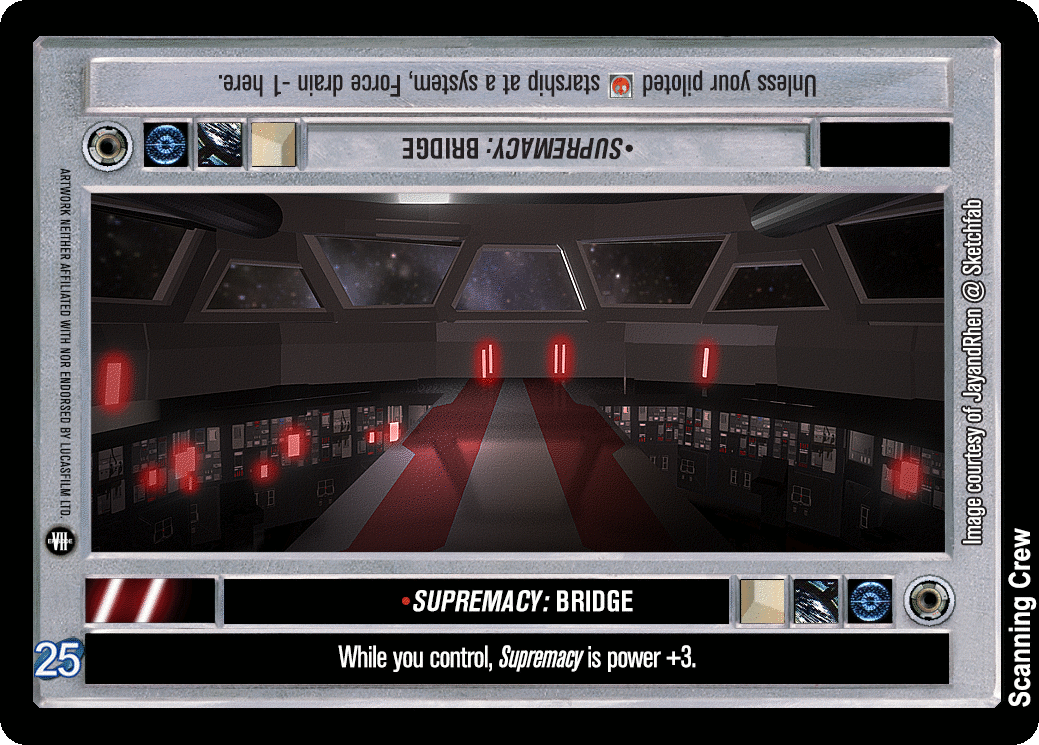 Unless your piloted starship at a system, Force drain -1 here.
•SUPREMACY: BRIDGE
ARTWORK NEITHER AFFILIATED WITH NOR ENDORSED BY LUCASFILM LTD.
EPISODE VII
Image courtesy of JayandRhen @ Sketchfab
•SUPREMACY: BRIDGE
25
While you control, Supremacy is power +3.
Scanning Crew